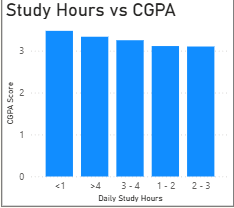 Study Hours vs CGPA
3
2
1
0
CGPA Score
<1 >4 3 - 4 1 - 2 2 - 3
Daily Study Hours